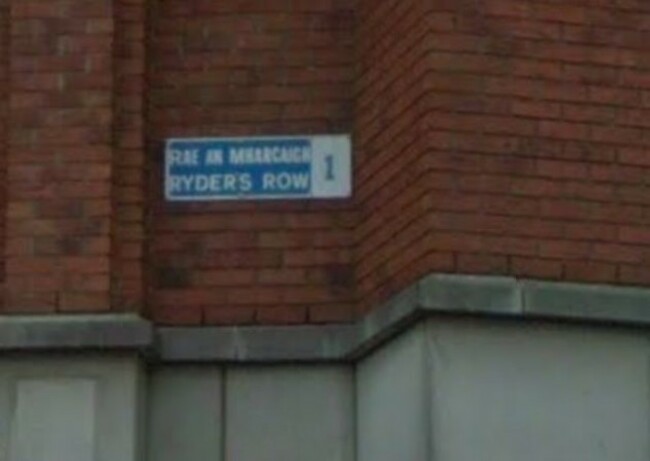 RAE AN MHARCAIGH
RYDER'S ROW
1